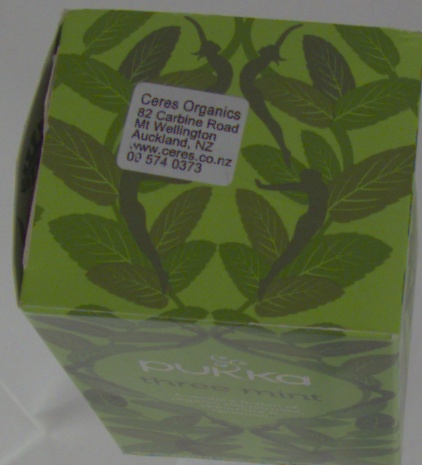 Ceres Organics
82 Carbine Road
Mt Wellington
Auckland, NZ
www.ceres.co.nz
09 574 0373
pukka
three mint